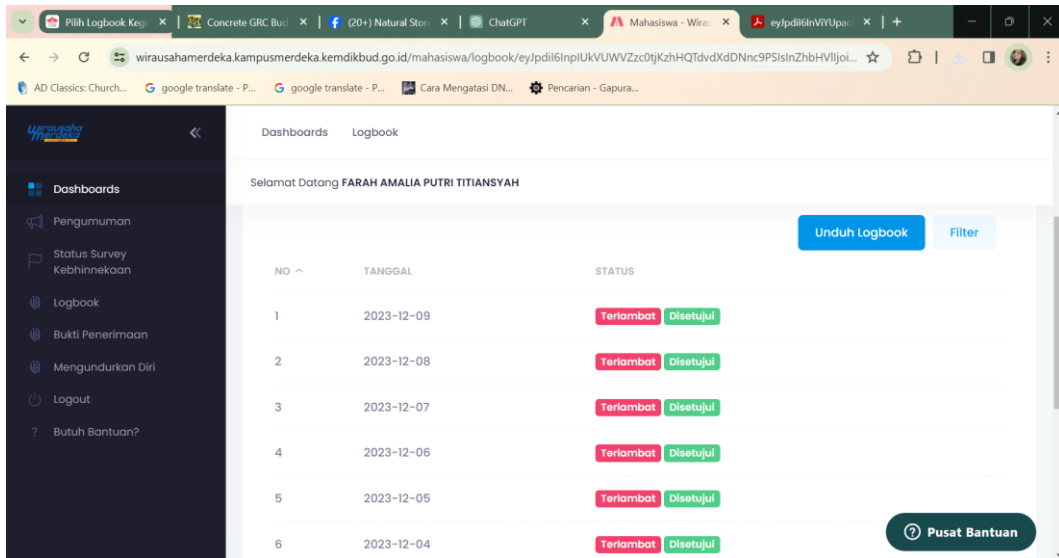 Pilih Logbook Keg
Concrete GRC Bud
(20+) Natural Ston
ChatGPT
Mahasiswa - Wira
eyJpdiI6InViYUpac
wirausahamerdeka.kampusmerdeka.kemdikbud.go.id/mahasiswa/logbook/eyJpdiI6InpIUkVUWVZzc0tjKzhHQTdvdXdDNnc9PSIsInZhbHVlIjoi...
AD Classics: Church...
google translate - P...
google translate - P...
Cara Mengatasi DN...
Pencarian - Gapura...
wirausaha
merdeka
Dashboards Logbook
Selamat Datang FARAH AMALIA PUTRI TITIANSYAH
Dashboards
Pengumuman
Status Survey
Kebhinnekaan
Logbook
Bukti Penerimaan
Mengundurkan Diri
Logout
? Butuh Bantuan?
Unduh Logbook Filter
NO TANGGAL STATUS
1 2023-12-09 Terlambat Disetujui
2 2023-12-08 Terlambat Disetujui
3 2023-12-07 Terlambat Disetujui
4 2023-12-06 Terlambat Disetujui
5 2023-12-05 Terlambat Disetujui
6 2023-12-04 Terlambat Disetujui
? Pusat Bantuan